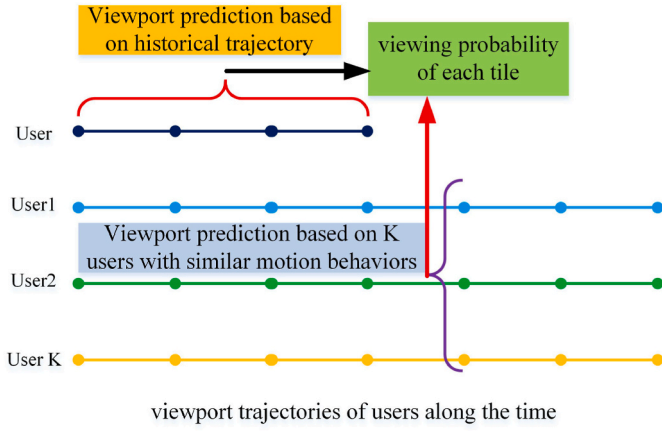 Viewport prediction based
on historical trajectory
viewing probability
of each tile
User
User1
Viewport prediction based on K
users with similar motion behaviors
User2
User K
viewport trajectories of users along the time